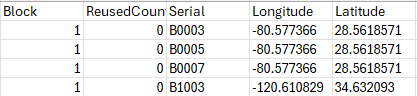 Block ReusedCount Serial Longitude Latitude
1 0 B0003 -80.577366 28.5618571
1 0 B0005 -80.577366 28.5618571
1 0 B0007 -80.577366 28.5618571
1 0 B1003 -120.610829 34.632093